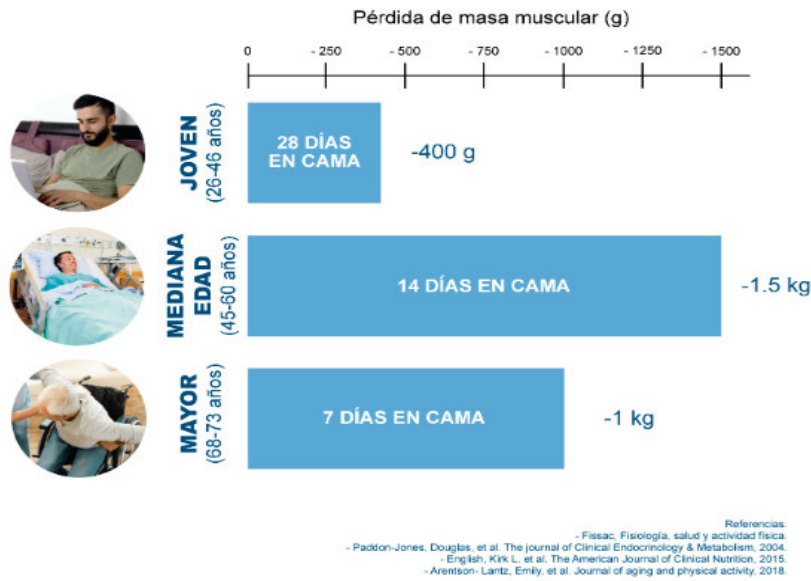 Pérdida de masa muscular (g)
0 - 250 - 500 - 750 - 1000 - 1250 - 1500
JOVEN
(26-46 años)
28 DÍAS
EN CAMA
-400 g
MEDIANA
EDAD
(45-60 años)
14 DÍAS EN CAMA
-1.5 kg
MAYOR
(68-73 años)
7 DÍAS EN CAMA
-1 kg
Referencias:
- Fissac, Fisiología, salud y actividad física.
- Paddon-Jones, Douglas, et al. The journal of Clinical Endocrinology & Metabolism, 2004.
- English, Kirk L. et al. The American Journal of Clinical Nutrition, 2015.
- Arentson- Lantz, Emily, et al. Journal of aging and physical activity, 2018.